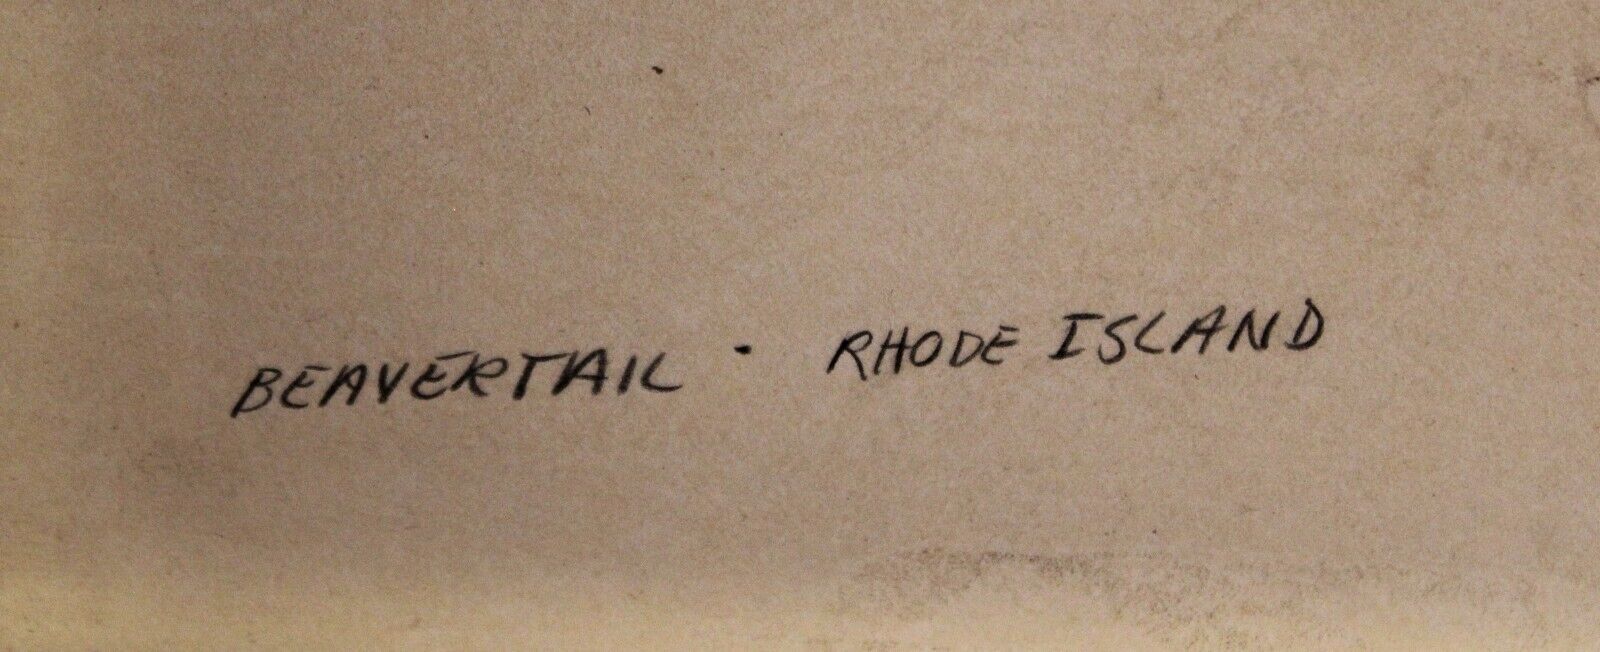 BEAVERTAIL · RHODE ISLAND